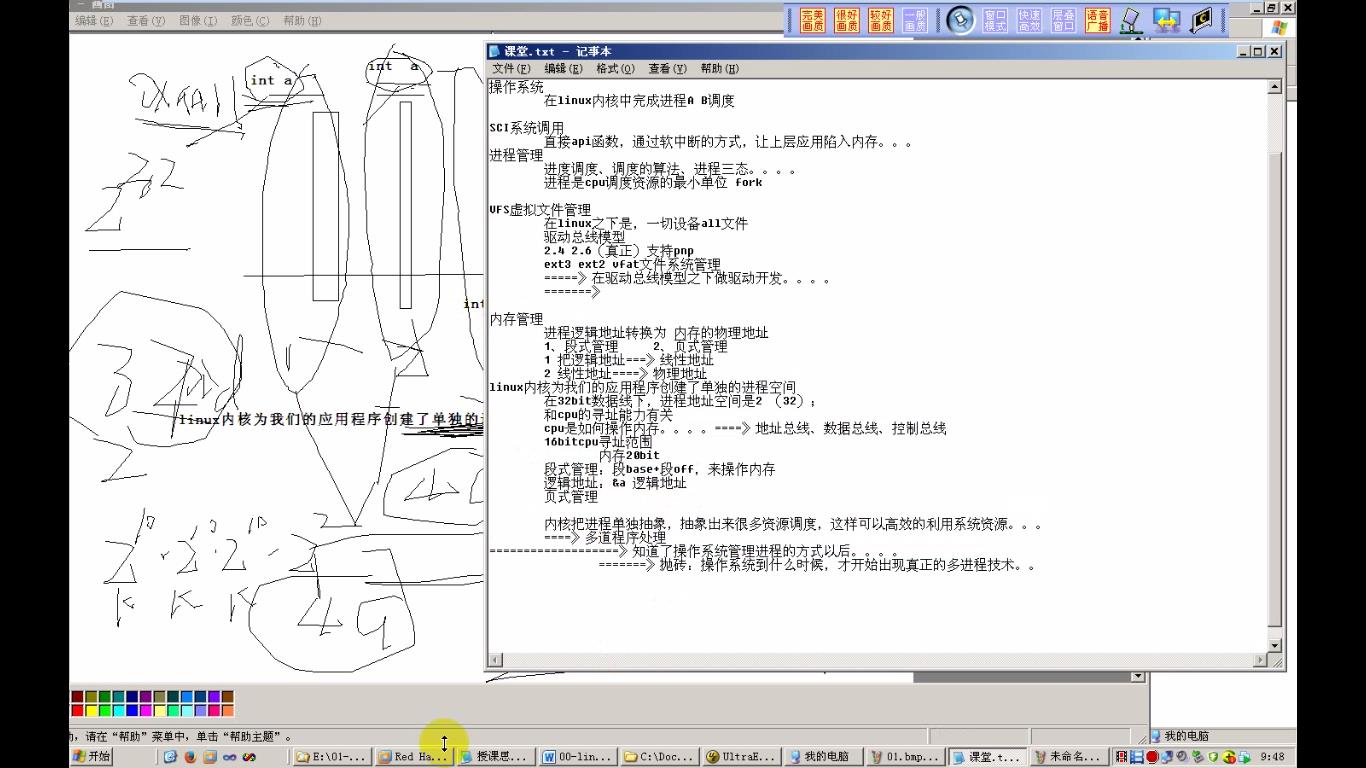 画图
编辑(E) 查看(V) 图像(I) 颜色(C) 帮助(H)
完美画质 很好画质 较好画质 一般画质 窗口模式 快速高效 层叠窗口 语音广播
int a
int a
int
linux内核为我们的应用程序创建了单独的
32
4g
K K K
课堂.txt - 记事本
文件(F) 编辑(E) 格式(O) 查看(V) 帮助(H)
操作系统
在linux内核中完成进程A B调度
SCI系统调用
直接api函数，通过软中断的方式，让上层应用陷入内存。。。
进程管理
进度调度、调度的算法、进程三态。。。。
进程是cpu调度资源的最小单位 fork
VFS虚拟文件管理
在linux之下是，一切设备all文件
驱动总线模型
2.4 2.6（真正）支持pnp
ext3 ext2 vfat文件系统管理
=====》在驱动总线模型之下做驱动开发。。。。
=======》
内存管理
进程逻辑地址转换为 内存的物理地址
1、段式管理 2、页式管理
1 把逻辑地址===》线性地址
2 线性地址====》物理地址
linux内核为我们的应用程序创建了单独的进程空间
在32bit数据线下，进程地址空间是2 （32）；
和cpu的寻址能力有关
cpu是如何操作内存。。。。====》地址总线、数据总线、控制总线
16bitcpu寻址范围
内存20bit
段式管理：段base+段off，来操作内存
逻辑地址：&a 逻辑地址
页式管理
内核把进程单独抽象，抽象出来很多资源调度，这样可以高效的利用系统资源。。。
====》多道程序处理
===================》知道了操作系统管理进程的方式以后。。。。
=======》抛砖：操作系统到什么时候，才开始出现真正的多进程技术。。
，请在“帮助”菜单中，单击“帮助主题”。
我的电脑
开始 E:\01-... Red Ha... 授课思... 00-lin... C:\Doc... UltraE... 我的电脑 01.bmp... 课堂.t... 未命名... 9:48